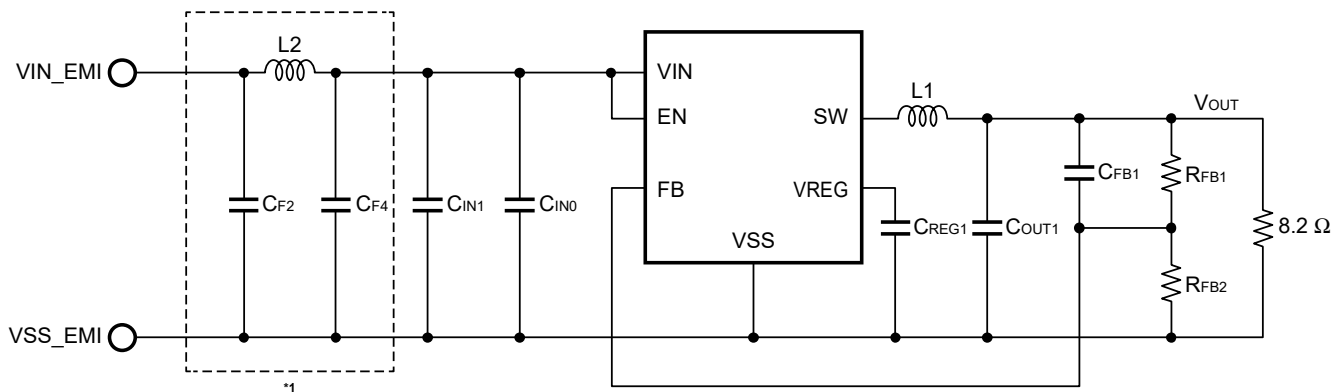 L2
VIN_EMI
VIN
EN
FB
SW
VREG
VSS
L1
VOUT
CF2
CF4
CIN1
CIN0
CREG1
COUT1
CFB1
RFB1
RFB2
8.2 Ω
VSS_EMI
*1